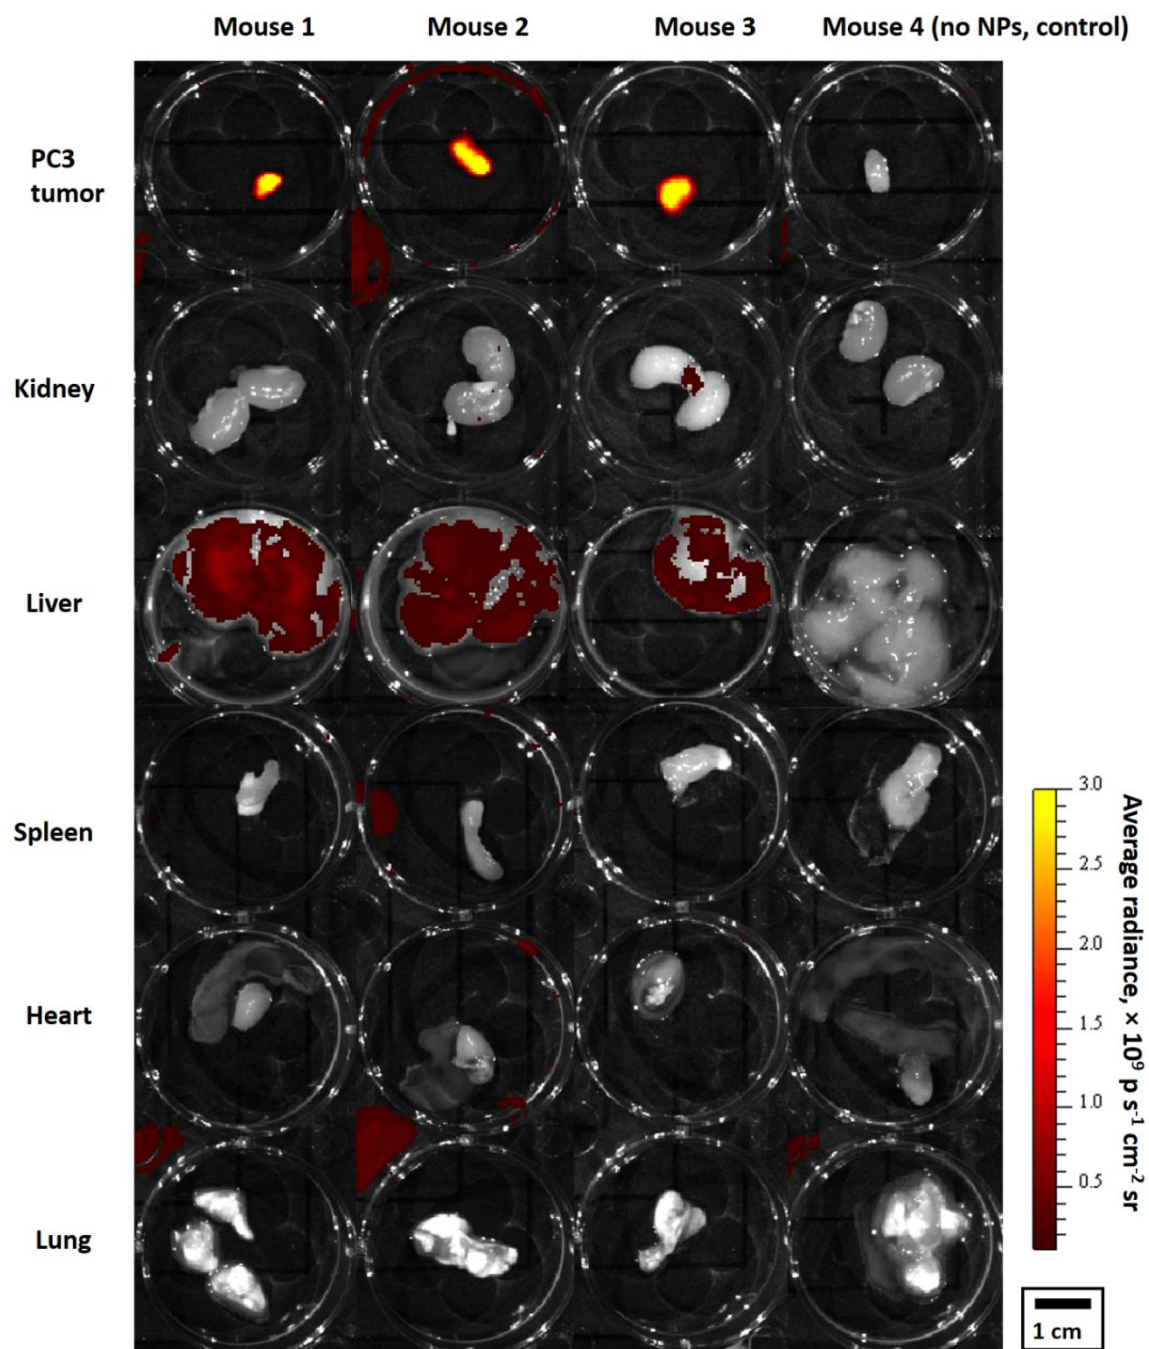 Mouse 1
Mouse 2
Mouse 3
Mouse 4 (no NPs, control)
PC3
tumor
Kidney
Liver
Spleen
Heart
Lung
3.0
2.5
2.0
1.5
1.0
0.5
Average radiance, × 10⁹ p s⁻¹ cm⁻² sr
1 cm